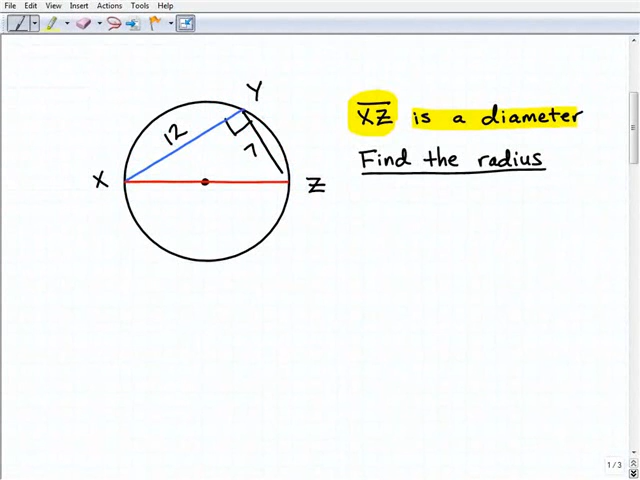 File Edit View Insert Actions Tools Help
Y
12
XZ is a diameter
7
Find the radius
X
Z
1/3